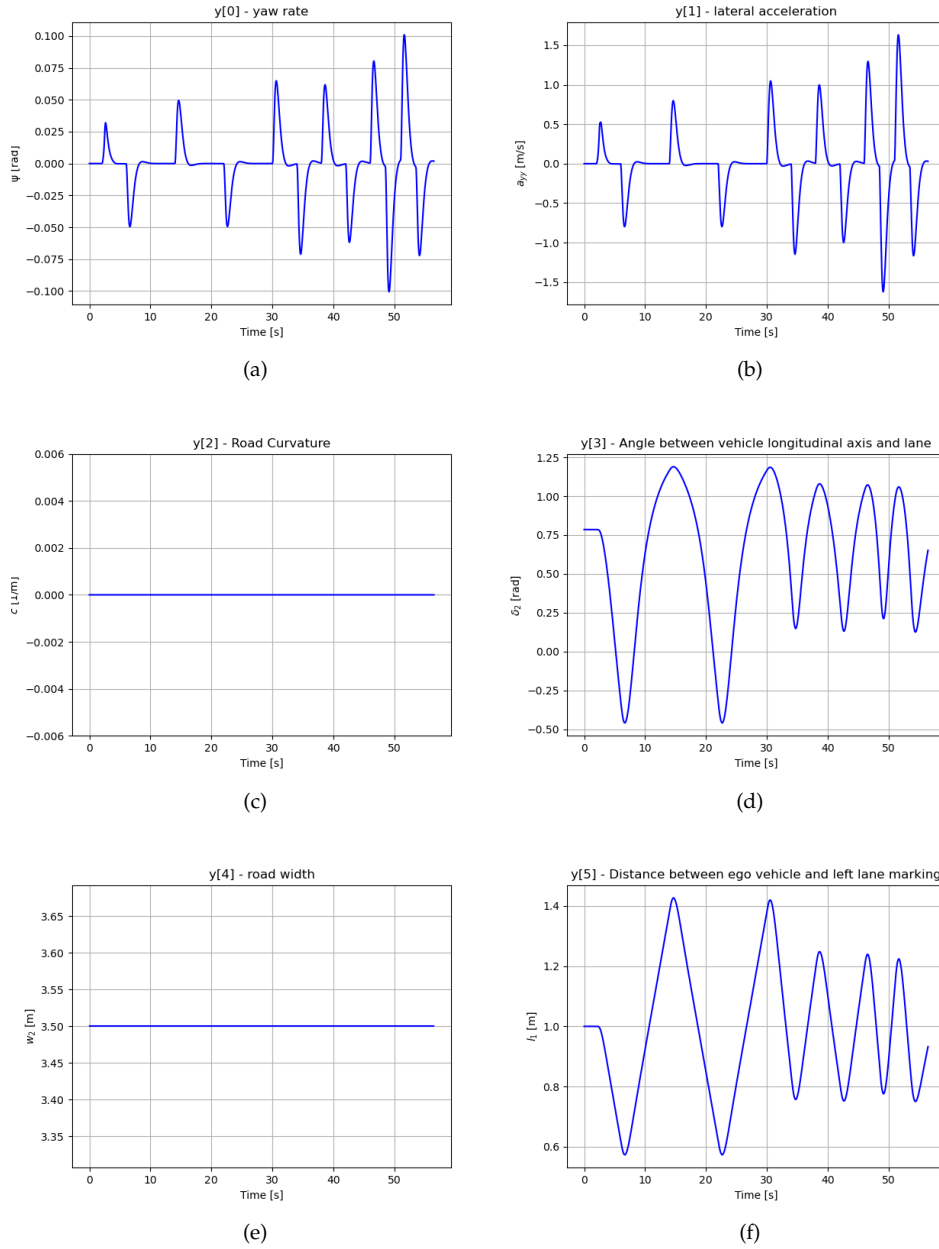 y[0] - yaw rate
0.100
0.075
0.050
0.025
0.000
−0.025
−0.050
−0.075
−0.100
ψ [rad]
0 10 20 30 40 50
Time [s]
(a)
y[1] - lateral acceleration
1.5
1.0
0.5
0.0
−0.5
−1.0
−1.5
a_yy [m/s]
0 10 20 30 40 50
Time [s]
(b)
y[2] - Road Curvature
0.006
0.004
0.002
0.000
−0.002
−0.004
−0.006
c [1/m]
0 10 20 30 40 50
Time [s]
(c)
y[3] - Angle between vehicle longitudinal axis and lane
1.25
1.00
0.75
0.50
0.25
0.00
−0.25
−0.50
δ₂ [rad]
0 10 20 30 40 50
Time [s]
(d)
y[4] - road width
3.65
3.60
3.55
3.50
3.45
3.40
3.35
w₂ [m]
0 10 20 30 40 50
Time [s]
(e)
y[5] - Distance between ego vehicle and left lane marking
1.4
1.2
1.0
0.8
0.6
l₁ [m]
0 10 20 30 40 50
Time [s]
(f)